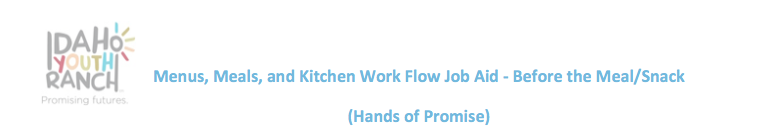 IDAHO
YOUTH
RANCH
Promising futures.
Menus, Meals, and Kitchen Work Flow Job Aid - Before the Meal/Snack
(Hands of Promise)